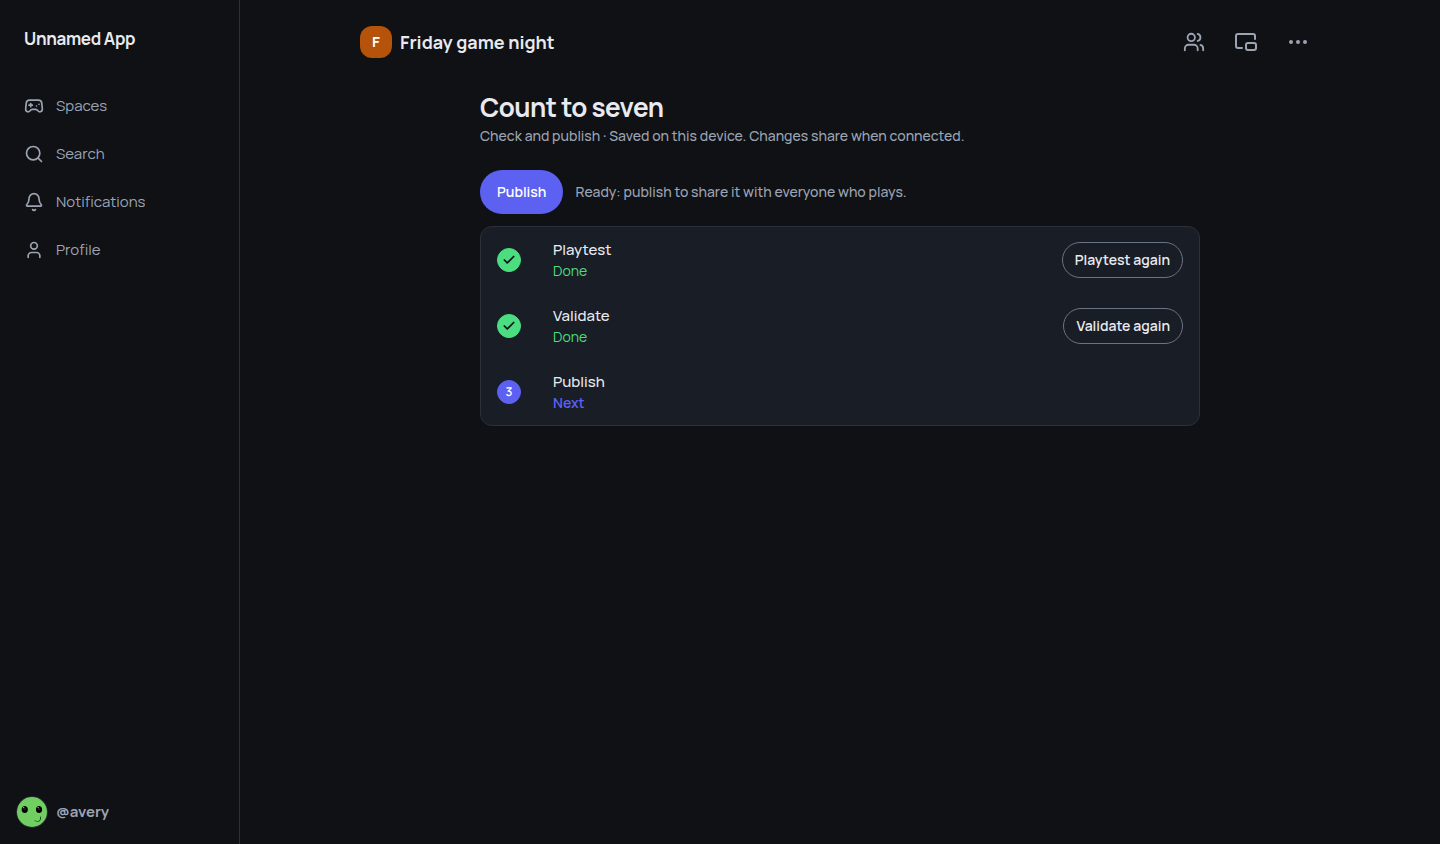 Unnamed App
Spaces
Search
Notifications
Profile
@avery
F Friday game night
Count to seven
Check and publish · Saved on this device. Changes share when connected.
Publish Ready: publish to share it with everyone who plays.
Playtest
Done
Playtest again
Validate
Done
Validate again
3 Publish
Next